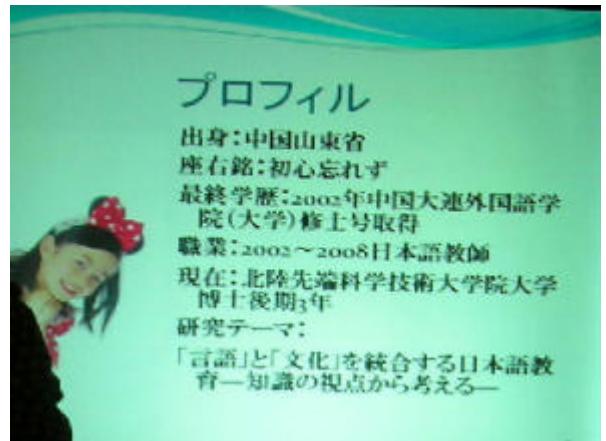 プロフィル
出身：中国山東省
座右銘：初心忘れず
最終学歴：2002年中国大連外国語学
院（大学）修士号取得
職業：2002～2008日本語教師
現在：北陸先端科学技術大学院大学
博士後期3年
研究テーマ：
「言語」と「文化」を統合する日本語教
育―知識の視点から考える―